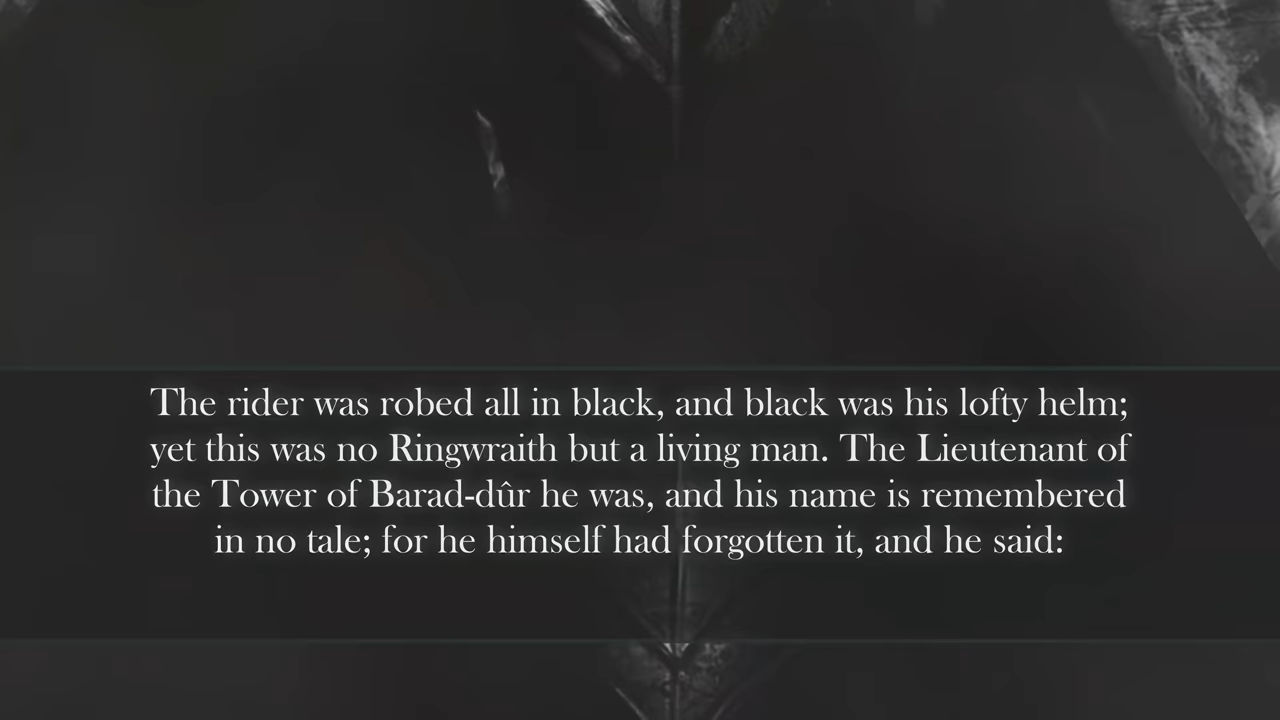 The rider was robed all in black, and black was his lofty helm;
yet this was no Ringwraith but a living man. The Lieutenant of
the Tower of Barad-dûr he was, and his name is remembered
in no tale; for he himself had forgotten it, and he said: